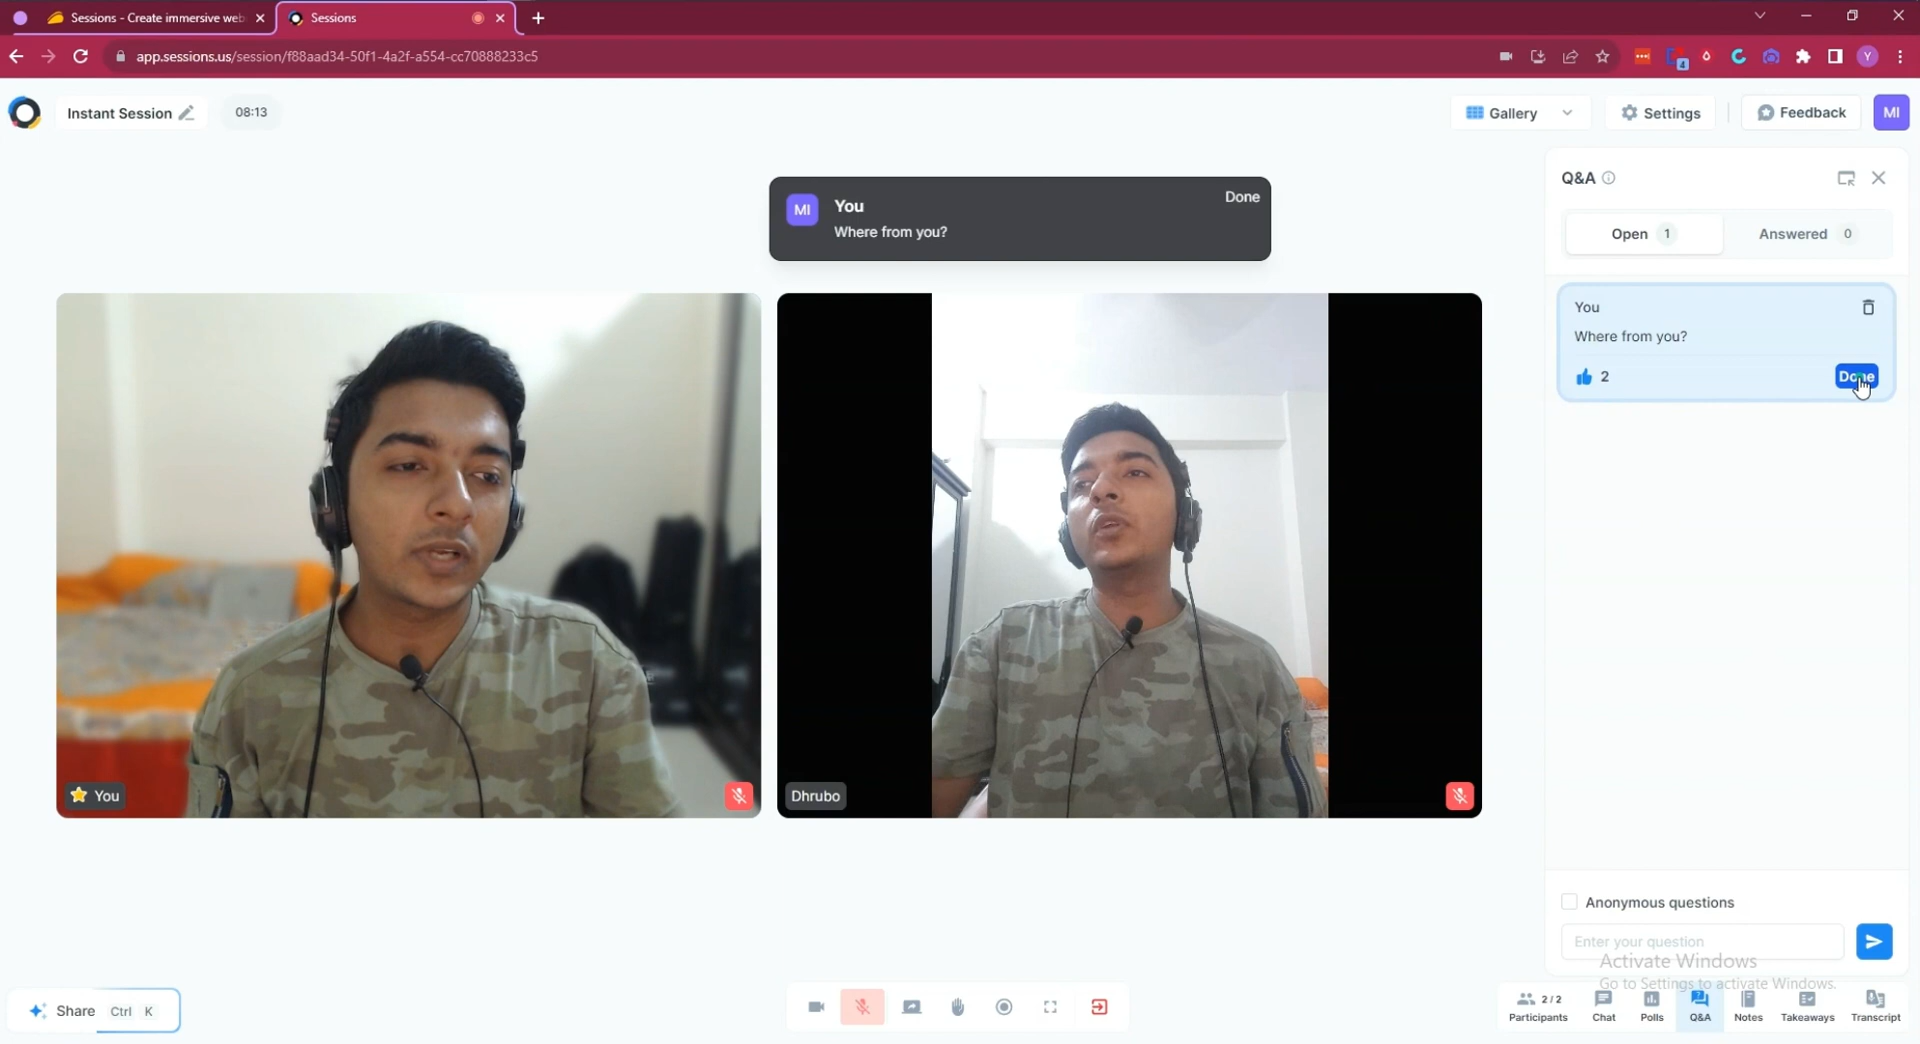 Sessions - Create immersive web
Sessions
app.sessions.us/session/f88aad34-50f1-4a2f-a554-cc70888233c5
4
Y
Instant Session
08:13
Gallery
Settings
Feedback
MI
MI
You
Done
Where from you?
Q&A
Open 1
Answered 0
You
Where from you?
2
Done
You
Dhrubo
Anonymous questions
Enter your question
Activate Windows
Go to Settings to activate Windows.
Share Ctrl K
2/2
Participants
Chat
Polls
Q&A
Notes
Takeaways
Transcript